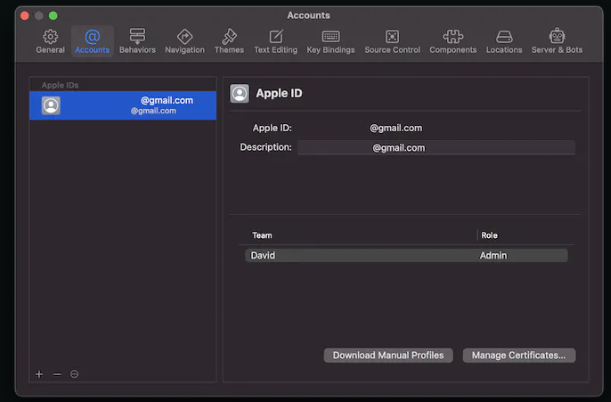 Accounts
General Accounts Behaviors Navigation Themes Text Editing Key Bindings Source Control Components Locations Server & Bots
Apple IDs
@gmail.com
@gmail.com
Apple ID
Apple ID: @gmail.com
Description: @gmail.com
Team Role
David Admin
Download Manual Profiles Manage Certificates...